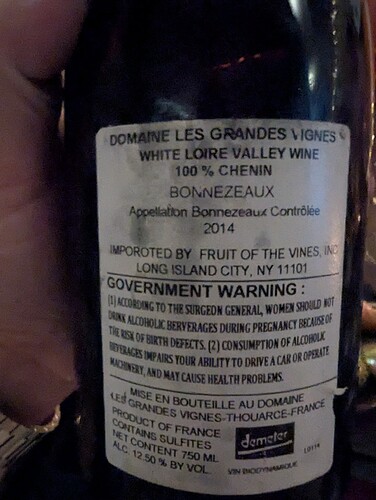 DOMAINE LES GRANDES VIGNES
WHITE LOIRE VALLEY WINE
100 % CHENIN
BONNEZEAUX
Appellation Bonnezeaux Contrôlée
2014
IMPOROTED BY FRUIT OF THE VINES, INC
LONG ISLAND CITY, NY 11101
GOVERNMENT WARNING :
(1) ACCORDING TO THE SURGEON GENERAL, WOMEN SHOULD NOT
DRINK ALCOHOLIC BERVERAGES DURING PREGNANCY BECAUSE OF
THE RISK OF BIRTH DEFECTS. (2) CONSUMPTION OF ALCOHOLIC
BEVERAGES IMPAIRS YOUR ABILITY TO DRIVE A CAR OR OPERATE
MACHINERY, AND MAY CAUSE HEALTH PROBLEMS.
MISE EN BOUTEILLE AU DOMAINE
LES GRANDES VIGNES-THOUARCE-FRANCE
PRODUCT OF FRANCE
CONTAINS SULFITES
NET CONTENT 750 ML
ALC. 12.50 % BY VOL.
demeter
VIN BIODYNAMIQUE
L0114